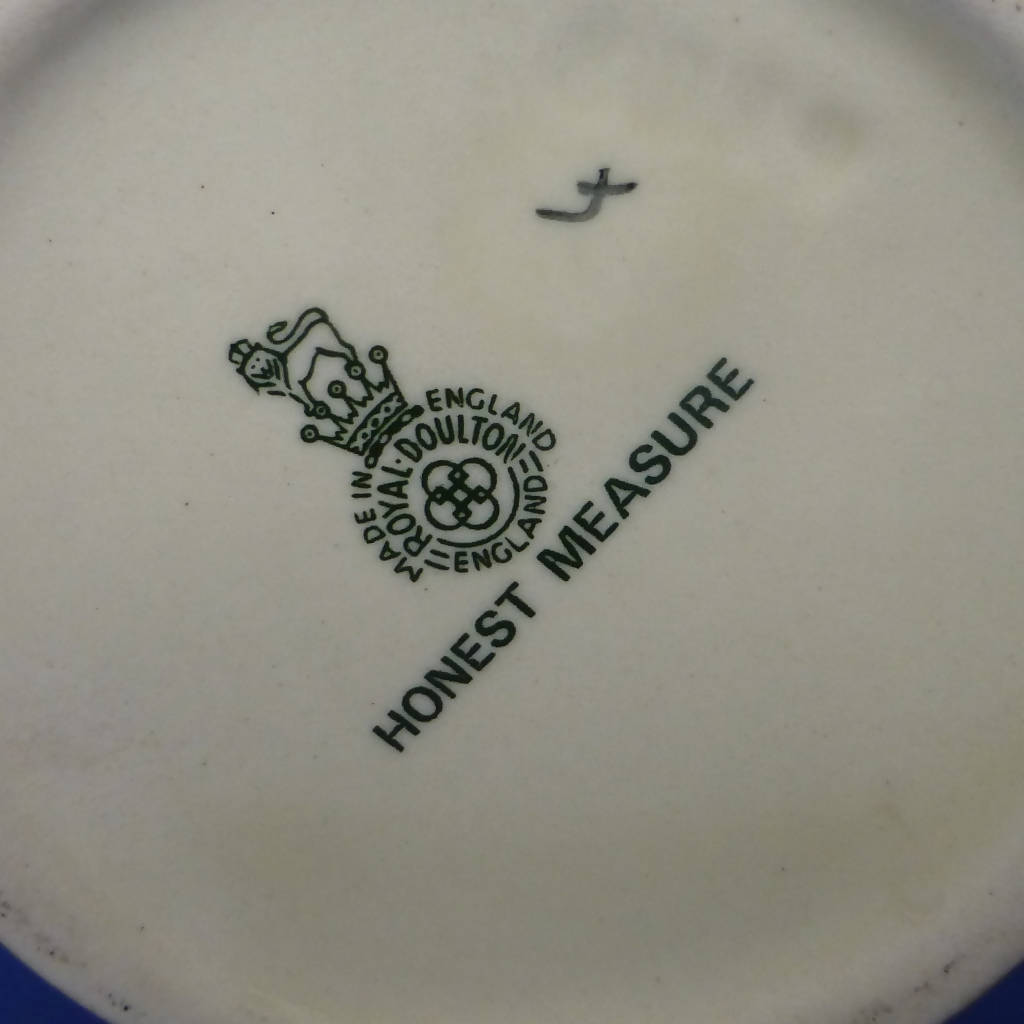 MADE IN ENGLAND
ROYAL·DOULTON
ENGLAND
HONEST MEASURE